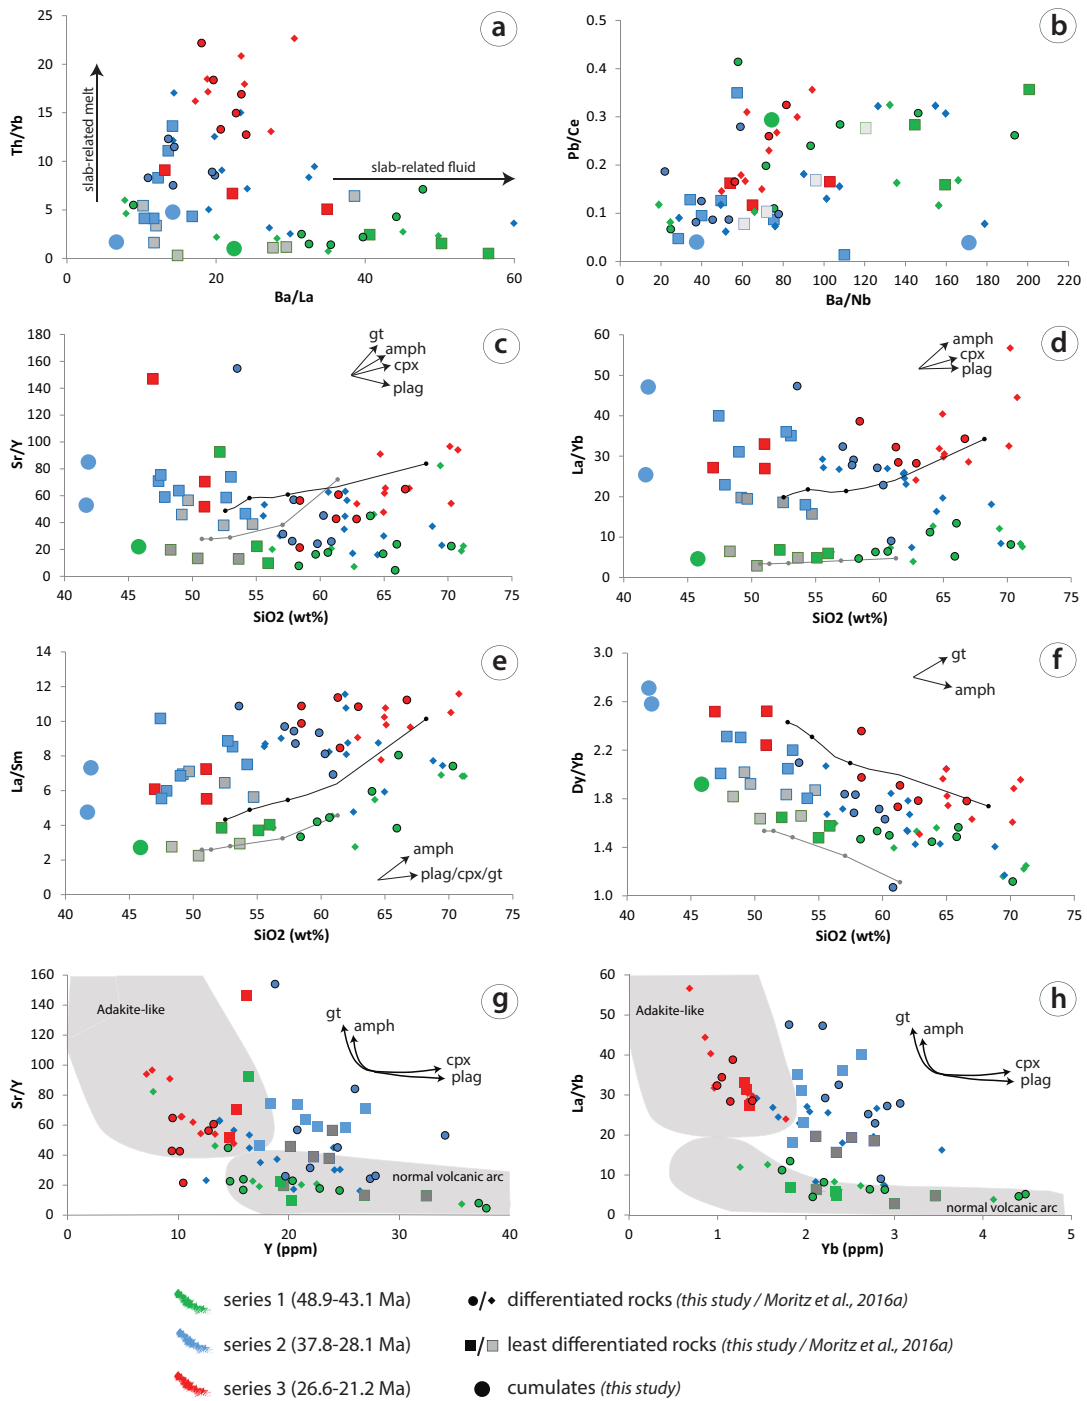 25
20
15
10
5
0
Th/Yb
slab-related melt
slab-related fluid
a
0 20 40 60
Ba/La
0.5
0.4
0.3
0.2
0.1
0.0
Pb/Ce
b
0 20 40 60 80 100 120 140 160 180 200 220
Ba/Nb
180
160
140
120
100
80
60
40
20
0
Sr/Y
gt
amph
cpx
plag
c
40 45 50 55 60 65 70 75
SiO2 (wt%)
60
50
40
30
20
10
0
La/Yb
amph
cpx
plag
d
40 45 50 55 60 65 70 75
SiO2 (wt%)
14
12
10
8
6
4
2
0
La/Sm
e
amph
plag/cpx/gt
40 45 50 55 60 65 70 75
SiO2 (wt%)
3.0
2.6
2.2
1.8
1.4
1.0
Dy/Yb
gt
amph
f
40 45 50 55 60 65 70 75
SiO2 (wt%)
160
140
120
100
80
60
40
20
0
Sr/Y
Adakite-like
gt
amph
cpx
plag
g
normal volcanic arc
0 10 20 30 40
Y (ppm)
60
50
40
30
20
10
0
La/Yb
Adakite-like
gt
amph
cpx
plag
h
normal volcanic arc
0 1 2 3 4 5
Yb (ppm)
series 1 (48.9-43.1 Ma)
/ differentiated rocks (this study / Moritz et al., 2016a)
series 2 (37.8-28.1 Ma)
/ least differentiated rocks (this study / Moritz et al., 2016a)
series 3 (26.6-21.2 Ma)
cumulates (this study)